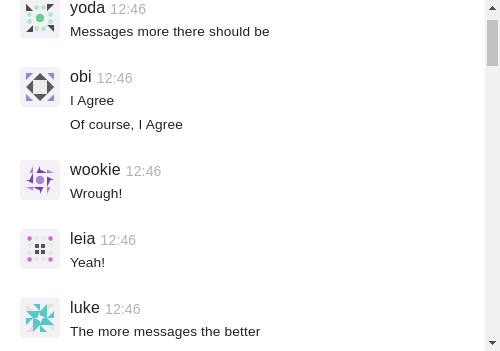 yoda 12:46
Messages more there should be
obi 12:46
I Agree
Of course, I Agree
wookie 12:46
Wrough!
leia 12:46
Yeah!
luke 12:46
The more messages the better